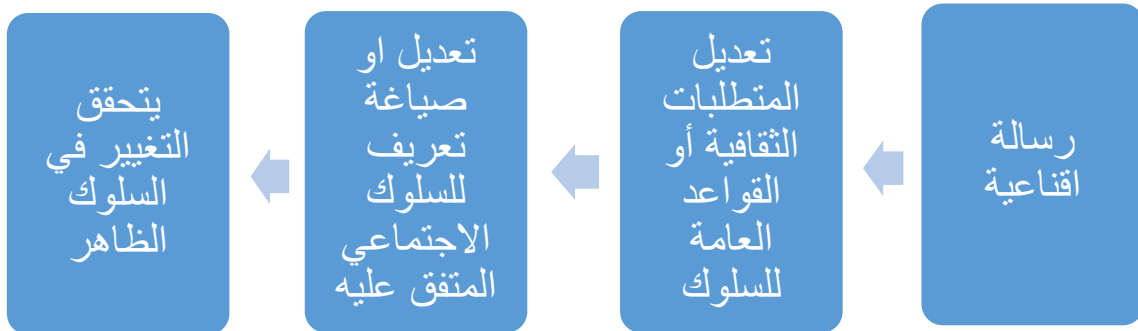 رسالة
اقناعية
تعديل
المتطلبات
الثقافية أو
القواعد
العامة
للسلوك
تعديل او
صياغة
تعريف
للسلوك
الاجتماعي
المتفق عليه
يتحقق
التغيير في
السلوك
الظاهر